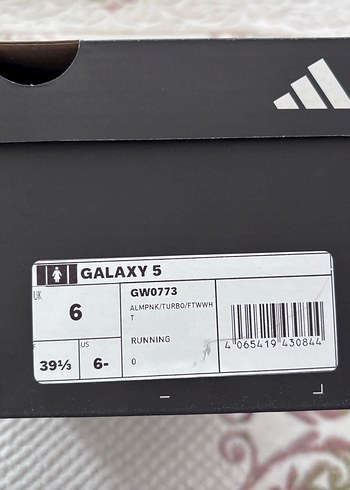 GALAXY 5
UK
6
GW0773
ALMPNK/TURBO/FTWWH
T
RUNNING
0
F
39⅓
US
6-
4 065419 430844